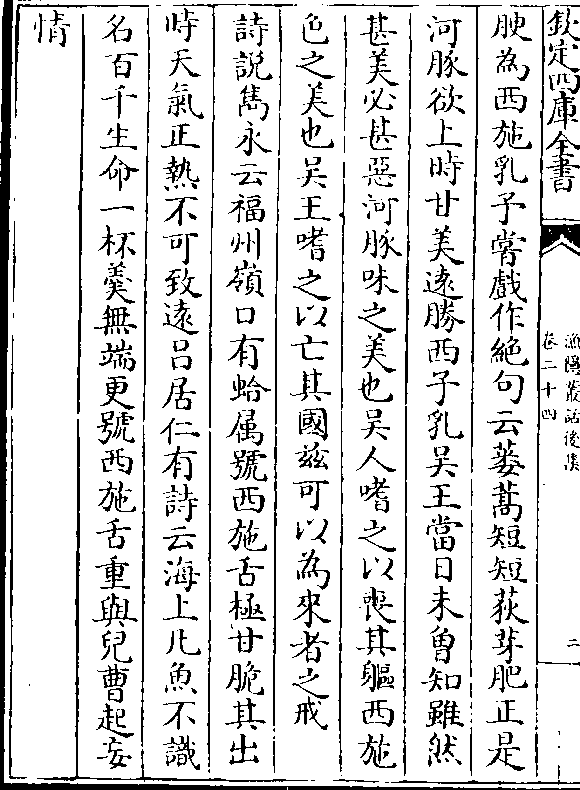 欽定四庫全書
漁隱叢話後集
卷二十四
二
腴為西施乳予嘗戲作絶句云蔞蒿短短荻芽肥正是
河豚欲上時甘美遠勝西子乳吴王當日未曾知雖然
甚美必甚惡河豚味之美也吴人嗜之以喪其軀西施
色之美也吴王嗜之以亡其國兹可以為來者之戒
詩説雋永云福州嶺口有蛤属號西施舌極甘脆其出
時天氣正熱不可致遠吕居仁有詩云海上凡魚不識
名百千生命一杯羮無端更號西施舌重與兒曹起妄
情